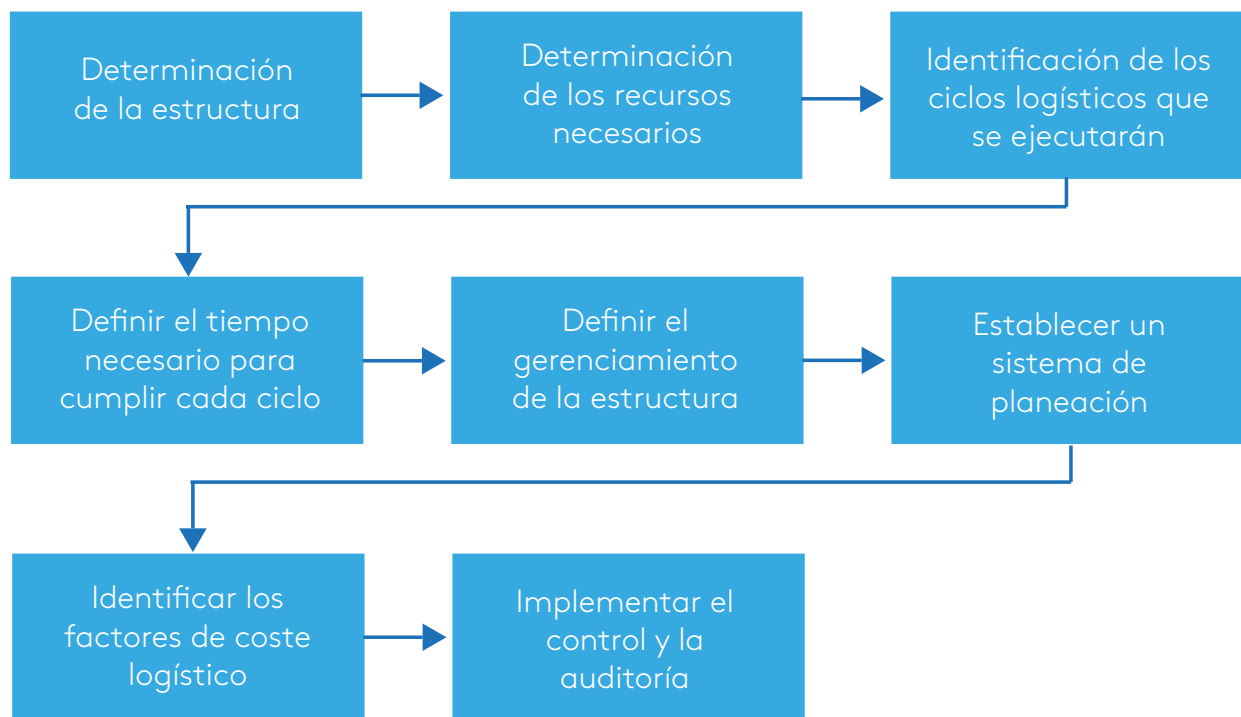 Determinación
de la estructura
Determinación
de los recursos
necesarios
Identificación de los
ciclos logísticos que
se ejecutarán
Definir el tiempo
necesario para
cumplir cada ciclo
Definir el
gerenciamiento
de la estructura
Establecer un
sistema de
planeación
Identificar los
factores de coste
logístico
Implementar el
control y la
auditoría